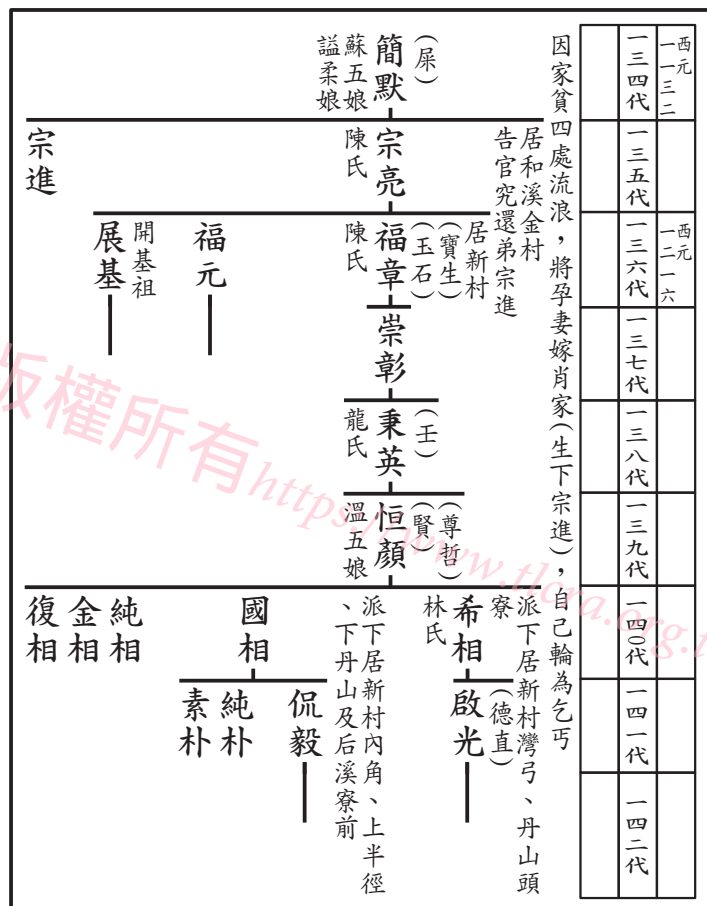 西元一一三二
西元一二一六
一三四代
一三五代
一三六代
一三七代
一三八代
一三九代
一四〇代
一四一代
一四二代
因家貧四處流浪，將孕妻嫁肖家(生下宗進)，自己輪為乞丐
(杘)
簡默
蘇五娘
謚柔娘
居和溪金村
告官究還弟宗進
宗亮
陳氏
宗進
居新村
(寶生)
(玉石)
福章
陳氏
福元
開基祖
展基
崇彰
(壬)
秉英
龍氏
(尊哲)
(賢)
恒顏
溫五娘
派下居新村灣弓、丹山頭
寮
希相
林氏
派下居新村內角、上半徑
、下丹山及后溪寮前
國相
純相
金相
復相
(德直)
啟光
侃毅
純朴
素朴
版權所有
https://www.tlcra.org.t